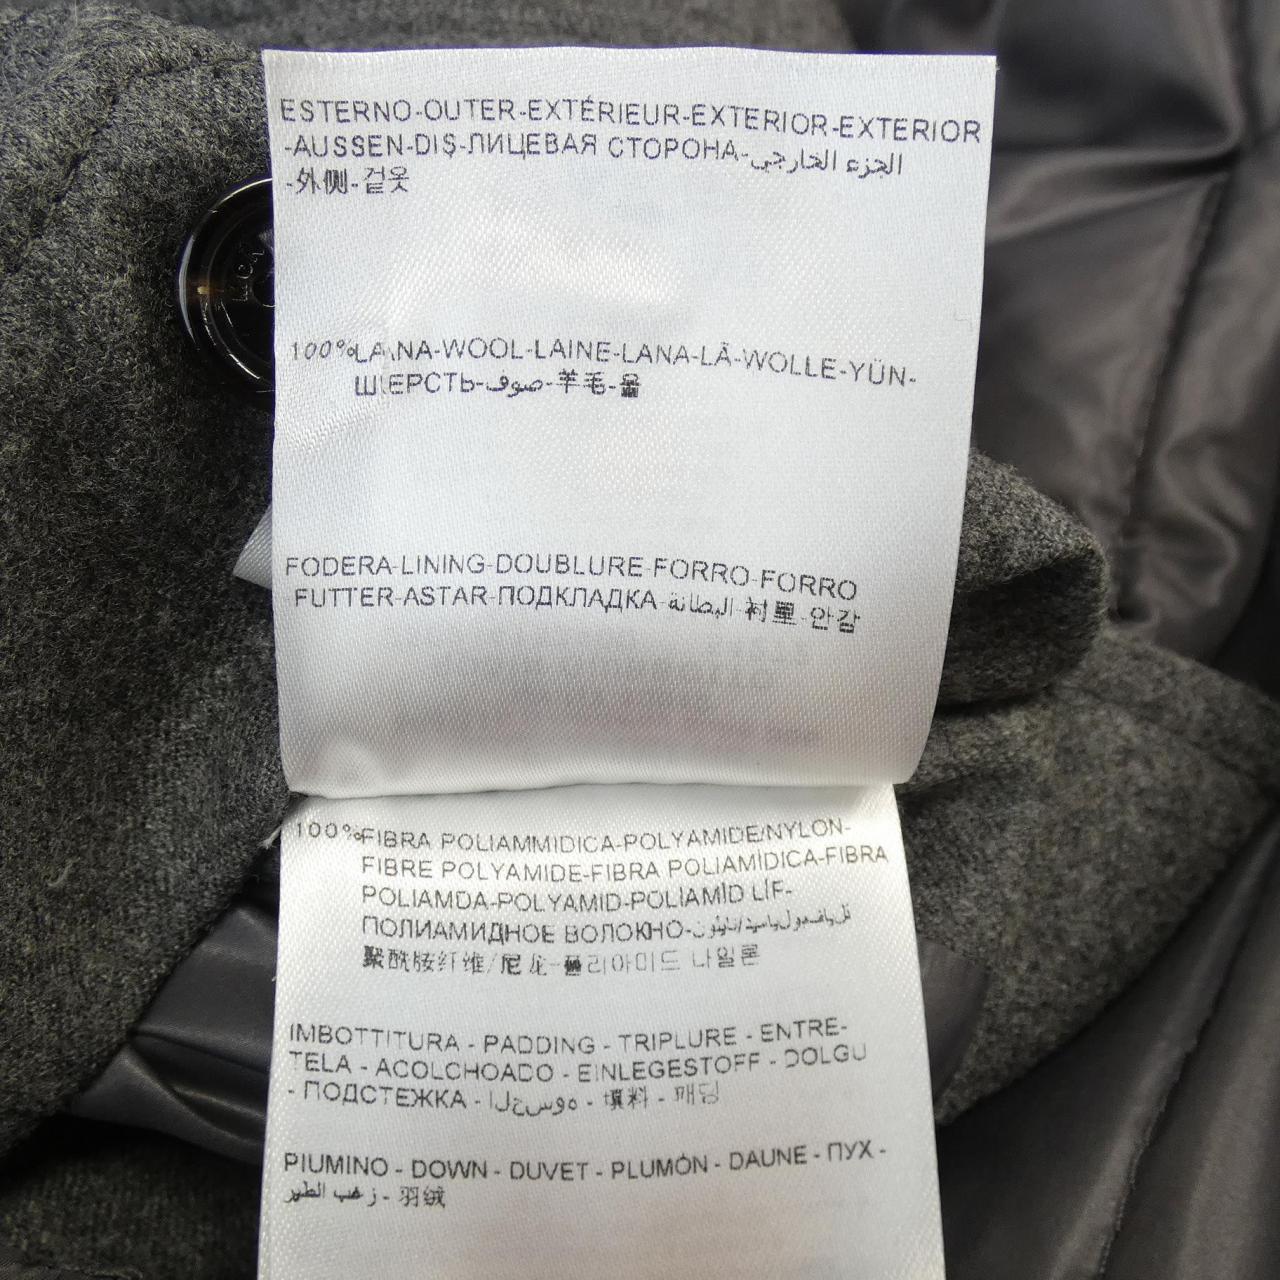 ESTERNO-OUTER-EXTÉRIEUR-EXTERIOR-EXTERIOR
-AUSSEN-DIŞ-ЛИЦЕВАЯ СТОРОНА-الجزء الخارجي
-外侧-겉옷
100%LANA-WOOL-LAINE-LANA-LÃ-WOLLE-YÜN-
ШЕРСТЬ-صوف-羊毛-울
FODERA-LINING-DOUBLURE-FORRO-FORRO
FUTTER-ASTAR-ПОДКЛАДКА-البطانة-衬里-안감
100%FIBRA POLIAMMIDICA-POLYAMIDE/NYLON-
FIBRE POLYAMIDE-FIBRA POLIAMIDICA-FIBRA
POLIAMDA-POLYAMID-POLİAMİD LİF-
ПОЛИАМИДНОЕ ВОЛОКНО-
聚酰胺纤维/尼龙-폴리아미드 나일론
IMBOTTITURA - PADDING - TRIPLURE - ENTRE-
TELA - ACOLCHOADO - EINLEGESTOFF - DOLGU
- ПОДСТЕЖКА - - 填料 - 패딩
PIUMINO - DOWN - DUVET - PLUMÓN - DAUNE - ПУХ -
زغب الطير - 羽绒